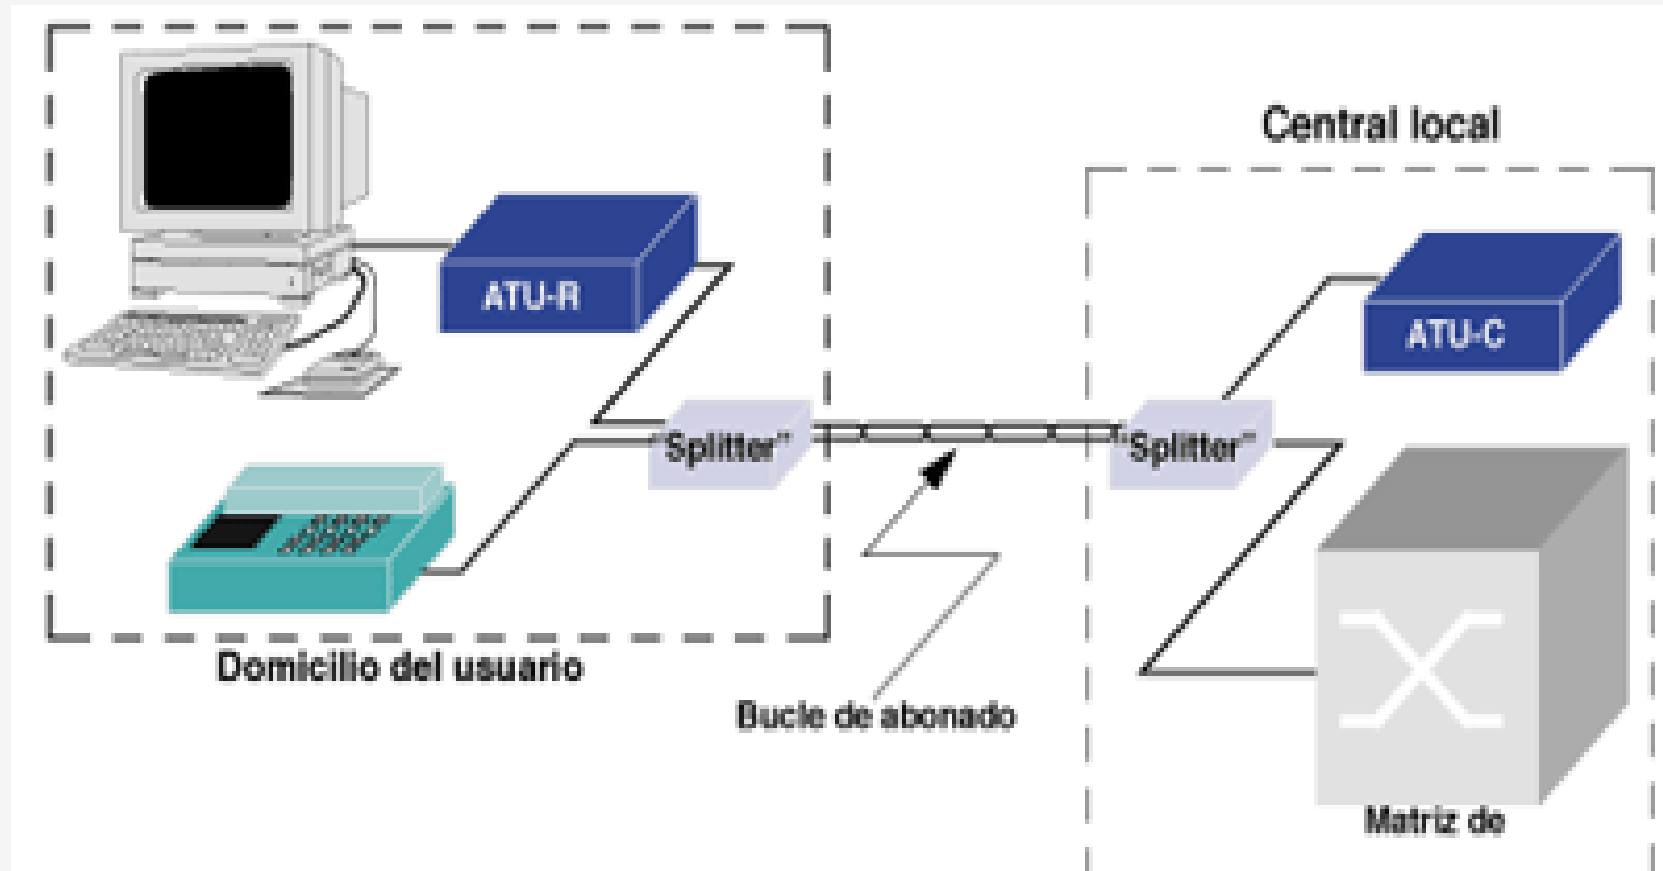 Central local
ATU-R
ATU-C
"Splitter"
"Splitter"
Domicilio del usuario
Bucle de abonado
Matriz de